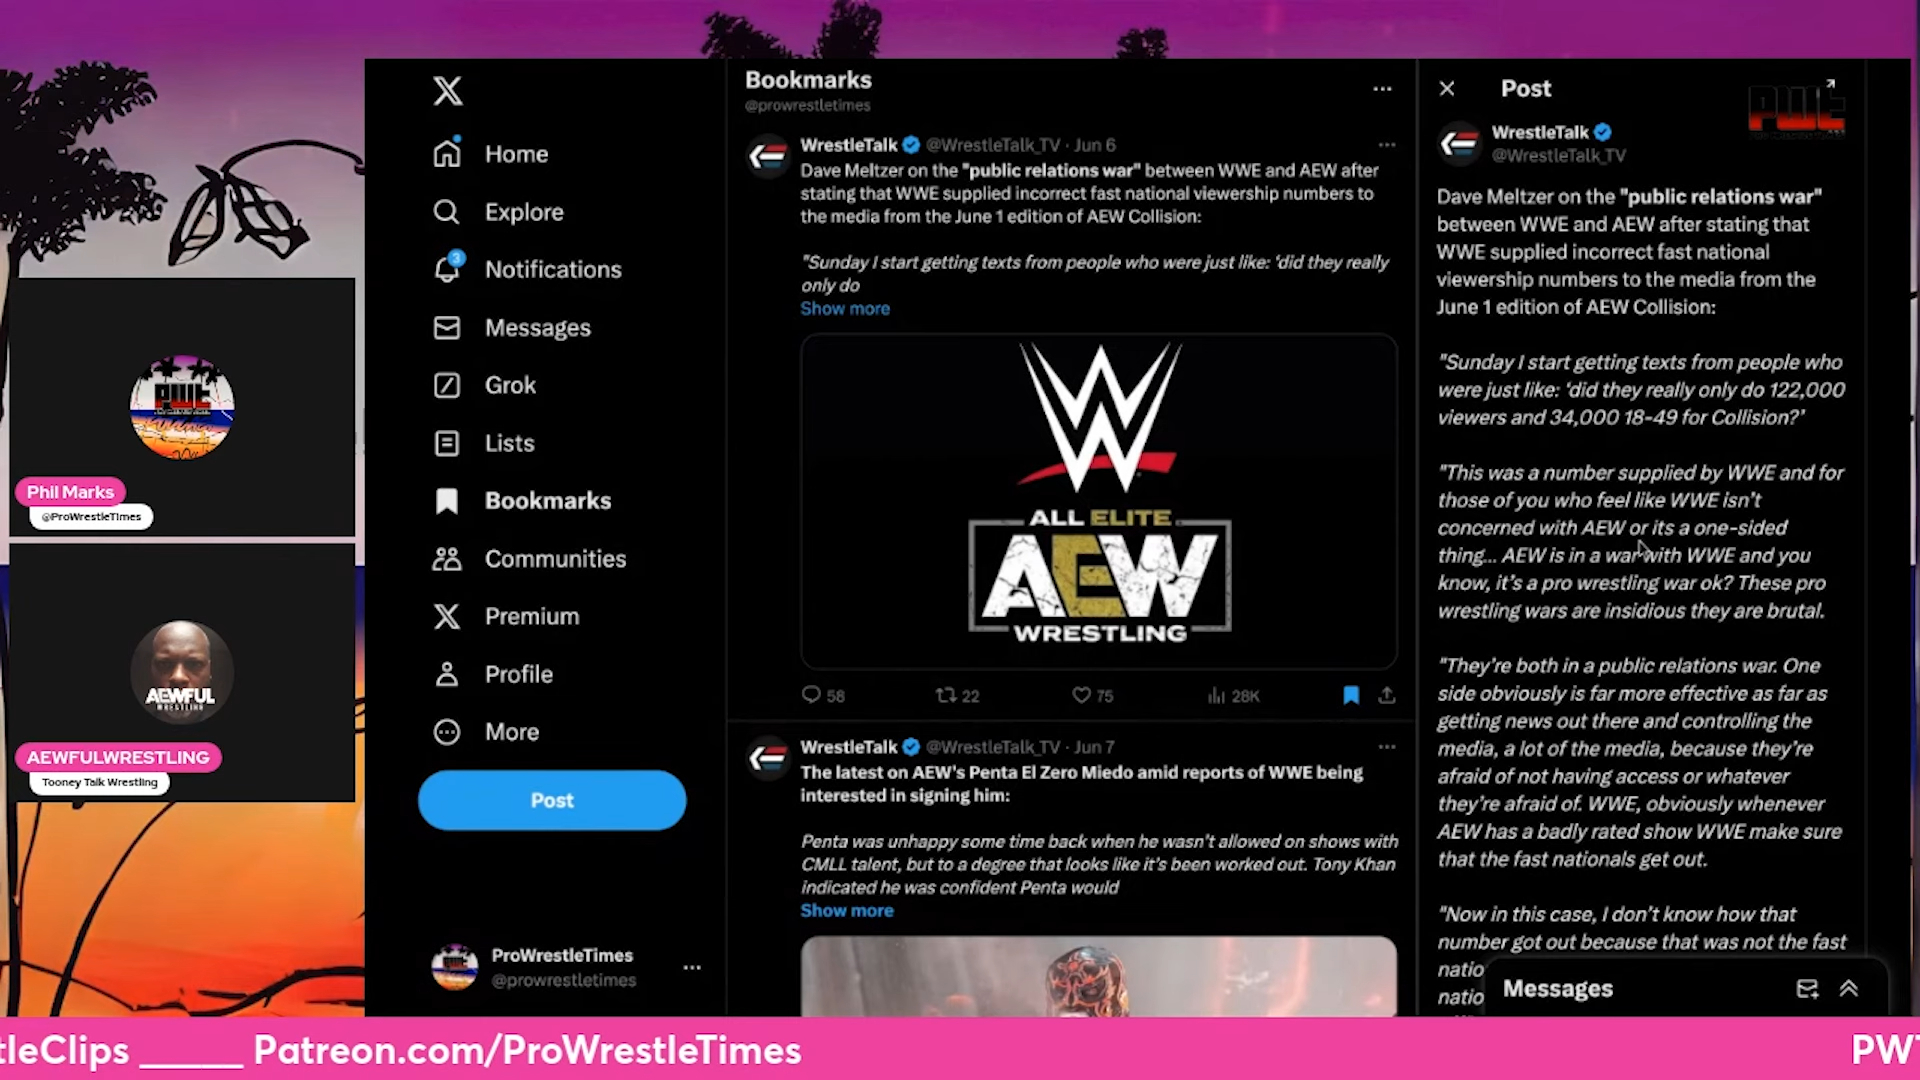 Phil Marks
@ProWrestleTimes
AEWFUL
WRESTLING
AEWFULWRESTLING
Tooney Talk Wrestling
Home
Explore
3
Notifications
Messages
Grok
Lists
Bookmarks
Communities
Premium
Profile
More
Post
ProWrestleTimes
@prowrestletimes
Bookmarks
@prowrestletimes
WrestleTalk @WrestleTalk_TV · Jun 6
Dave Meltzer on the "public relations war" between WWE and AEW after
stating that WWE supplied incorrect fast national viewership numbers to
the media from the June 1 edition of AEW Collision:
"Sunday I start getting texts from people who were just like: ‘did they really
only do
Show more
W
ALL ELITE
AEW
WRESTLING
58
22
75
28K
WrestleTalk @WrestleTalk_TV · Jun 7
The latest on AEW's Penta El Zero Miedo amid reports of WWE being
interested in signing him:
Penta was unhappy some time back when he wasn’t allowed on shows with
CMLL talent, but to a degree that looks like it’s been worked out. Tony Khan
indicated he was confident Penta would
Show more
Post
PWT
WrestleTalk
@WrestleTalk_TV
Dave Meltzer on the "public relations war"
between WWE and AEW after stating that
WWE supplied incorrect fast national
viewership numbers to the media from the
June 1 edition of AEW Collision:
"Sunday I start getting texts from people who
were just like: ‘did they really only do 122,000
viewers and 34,000 18-49 for Collision?’
"This was a number supplied by WWE and for
those of you who feel like WWE isn’t
concerned with AEW or its a one-sided
thing... AEW is in a war with WWE and you
know, it’s a pro wrestling war ok? These pro
wrestling wars are insidious they are brutal.
"They’re both in a public relations war. One
side obviously is far more effective as far as
getting news out there and controlling the
media, a lot of the media, because they’re
afraid of not having access or whatever
they’re afraid of. WWE, obviously whenever
AEW has a badly rated show WWE make sure
that the fast nationals get out.
"Now in this case, I don’t know how that
number got out because that was not the fast
natio
natio
Messages
tleClips _____ Patreon.com/ProWrestleTimes
PWT